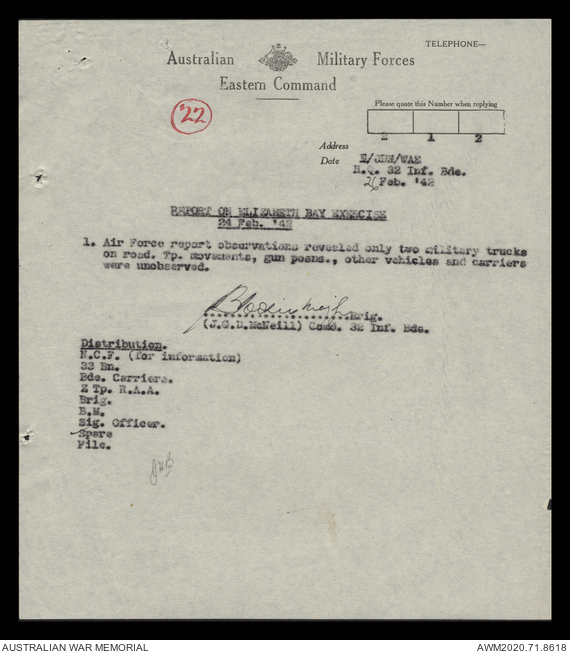 TELEPHONE—
Australian Military Forces
Eastern Command
22
Please quote this Number when replying
2 1 2
Address
Date E/JDM/WAE
H.Q. 32 Inf. Bde.
26 Feb. '42
REPORT ON ELIZABETH BAY EXERCISE
24 Feb. '42
1. Air Force report observations revealed only two military trucks
on road. Tp. movements, gun posns., other vehicles and carriers
were unobserved.
Brig.
(J.G.D.McNeill) Comd. 32 Inf. Bde.
Distribution.
N.C.F. (for information)
33 Bn.
Bde. Carriers.
Z Tp. R.A.A.
Brig.
B.M.
Sig. Officer.
Spare
File.
AUSTRALIAN WAR MEMORIAL
AWM2020.71.8618